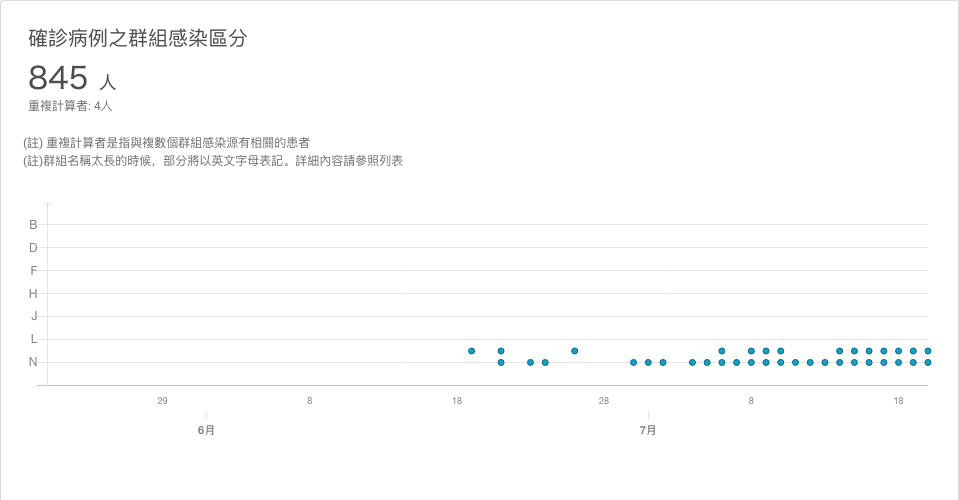 確診病例之群組感染區分
845 人
重複計算者: 4人
(註) 重複計算者是指與複數個群組感染源有相關的患者
(註)群組名稱太長的時候，部分將以英文字母表記。詳細內容請參照列表
B
D
F
H
J
L
N
29 8 18 28 8 18
6月 7月